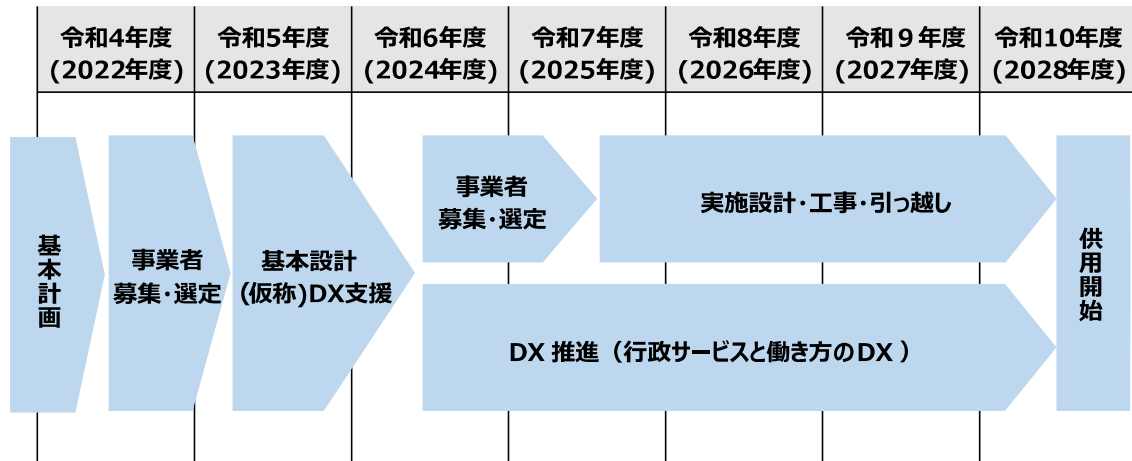 令和4年度
(2022年度)
令和5年度
(2023年度)
令和6年度
(2024年度)
令和7年度
(2025年度)
令和8年度
(2026年度)
令和９年度
(2027年度)
令和10年度
(2028年度)
基本計画
事業者
募集・選定
基本設計
(仮称)DX支援
事業者
募集・選定
実施設計・工事・引っ越し
DX 推進（行政サービスと働き方のDX ）
供用開始